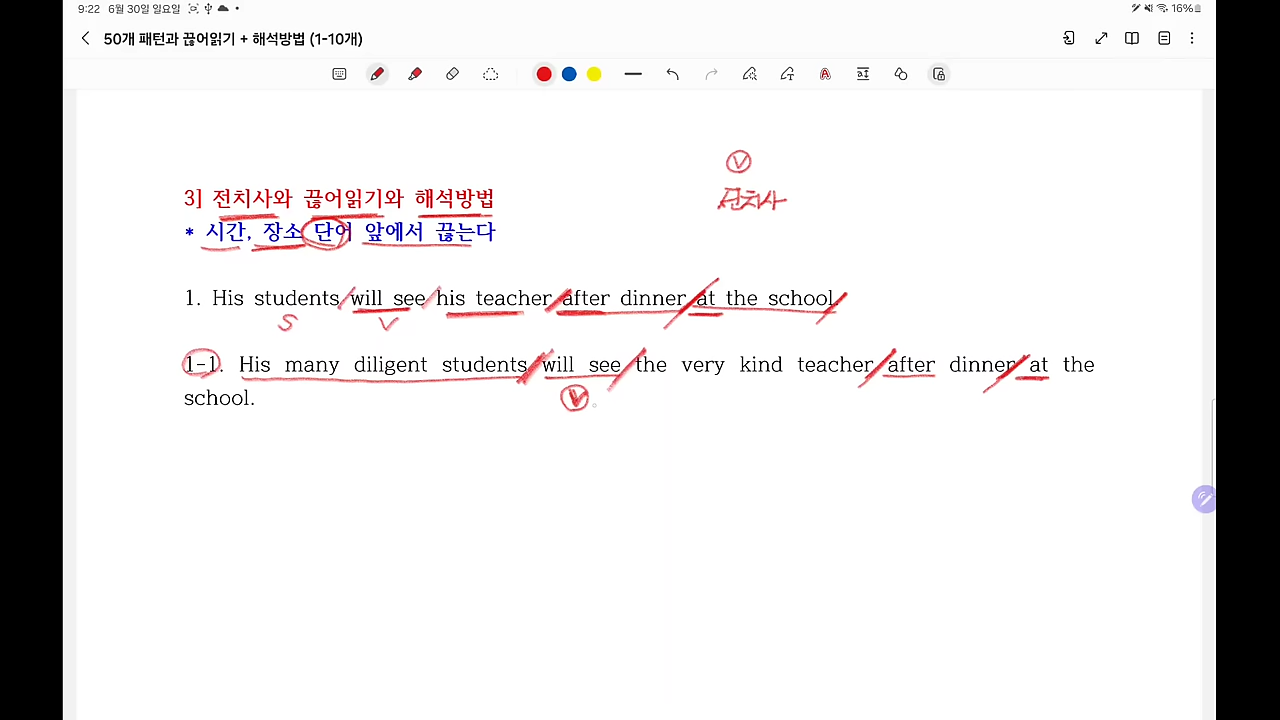 9:22 6월 30일 일요일
16%
50개 패턴과 끊어읽기 + 해석방법 (1-10개)
V
전치사
3] 전치사와 끊어읽기와 해석방법
* 시간, 장소 단어 앞에서 끊는다
1. His students will see his teacher after dinner at the school.
S V
1-1. His many diligent students will see the very kind teacher after dinner at the
school.
V